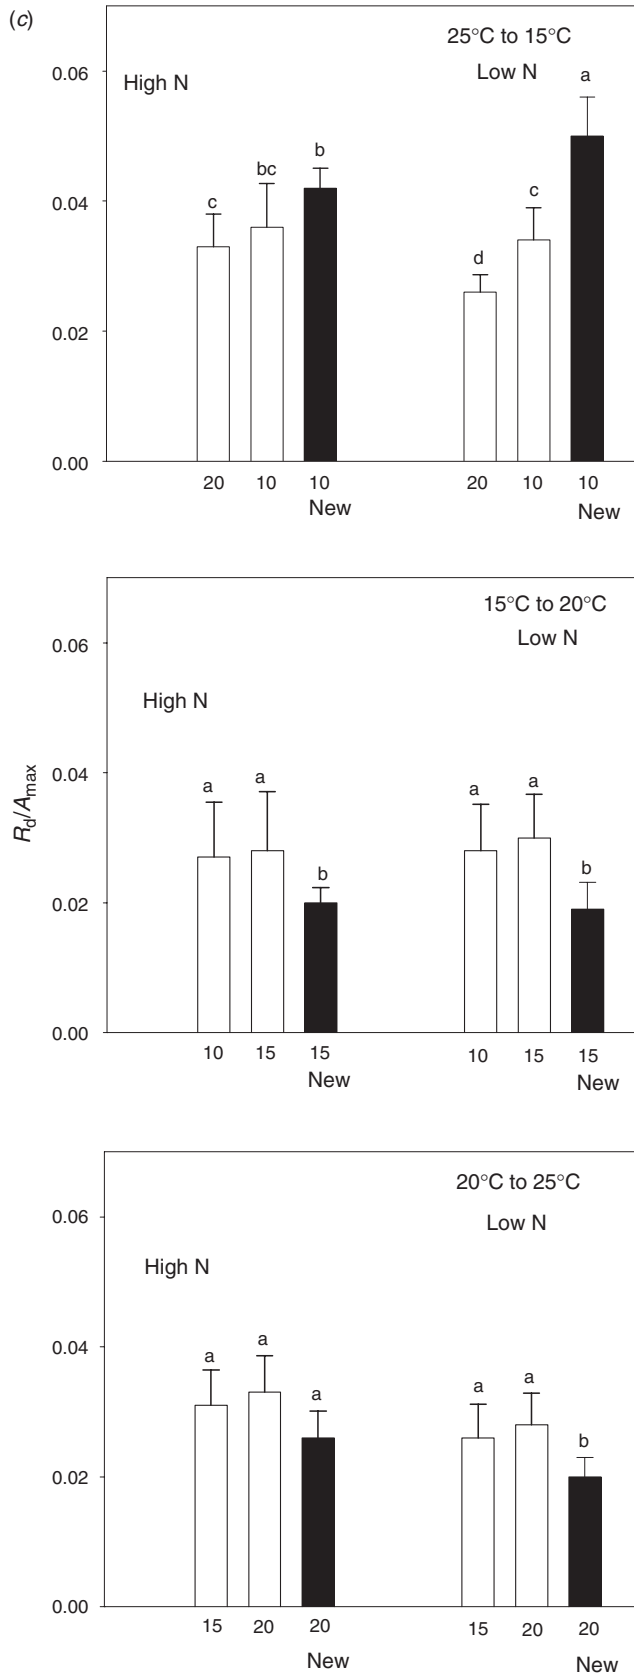 (c)
25°C to 15°C
High N
Low N
0.06
0.04
0.02
0.00
c
bc
b
d
c
a
20
10
10
20
10
10
New
New
15°C to 20°C
Low N
High N
0.06
0.04
0.02
0.00
a
a
b
a
a
b
10
15
15
10
15
15
New
New
Rd/Amax
20°C to 25°C
Low N
High N
0.06
0.04
0.02
0.00
a
a
a
a
a
b
15
20
20
15
20
20
New
New